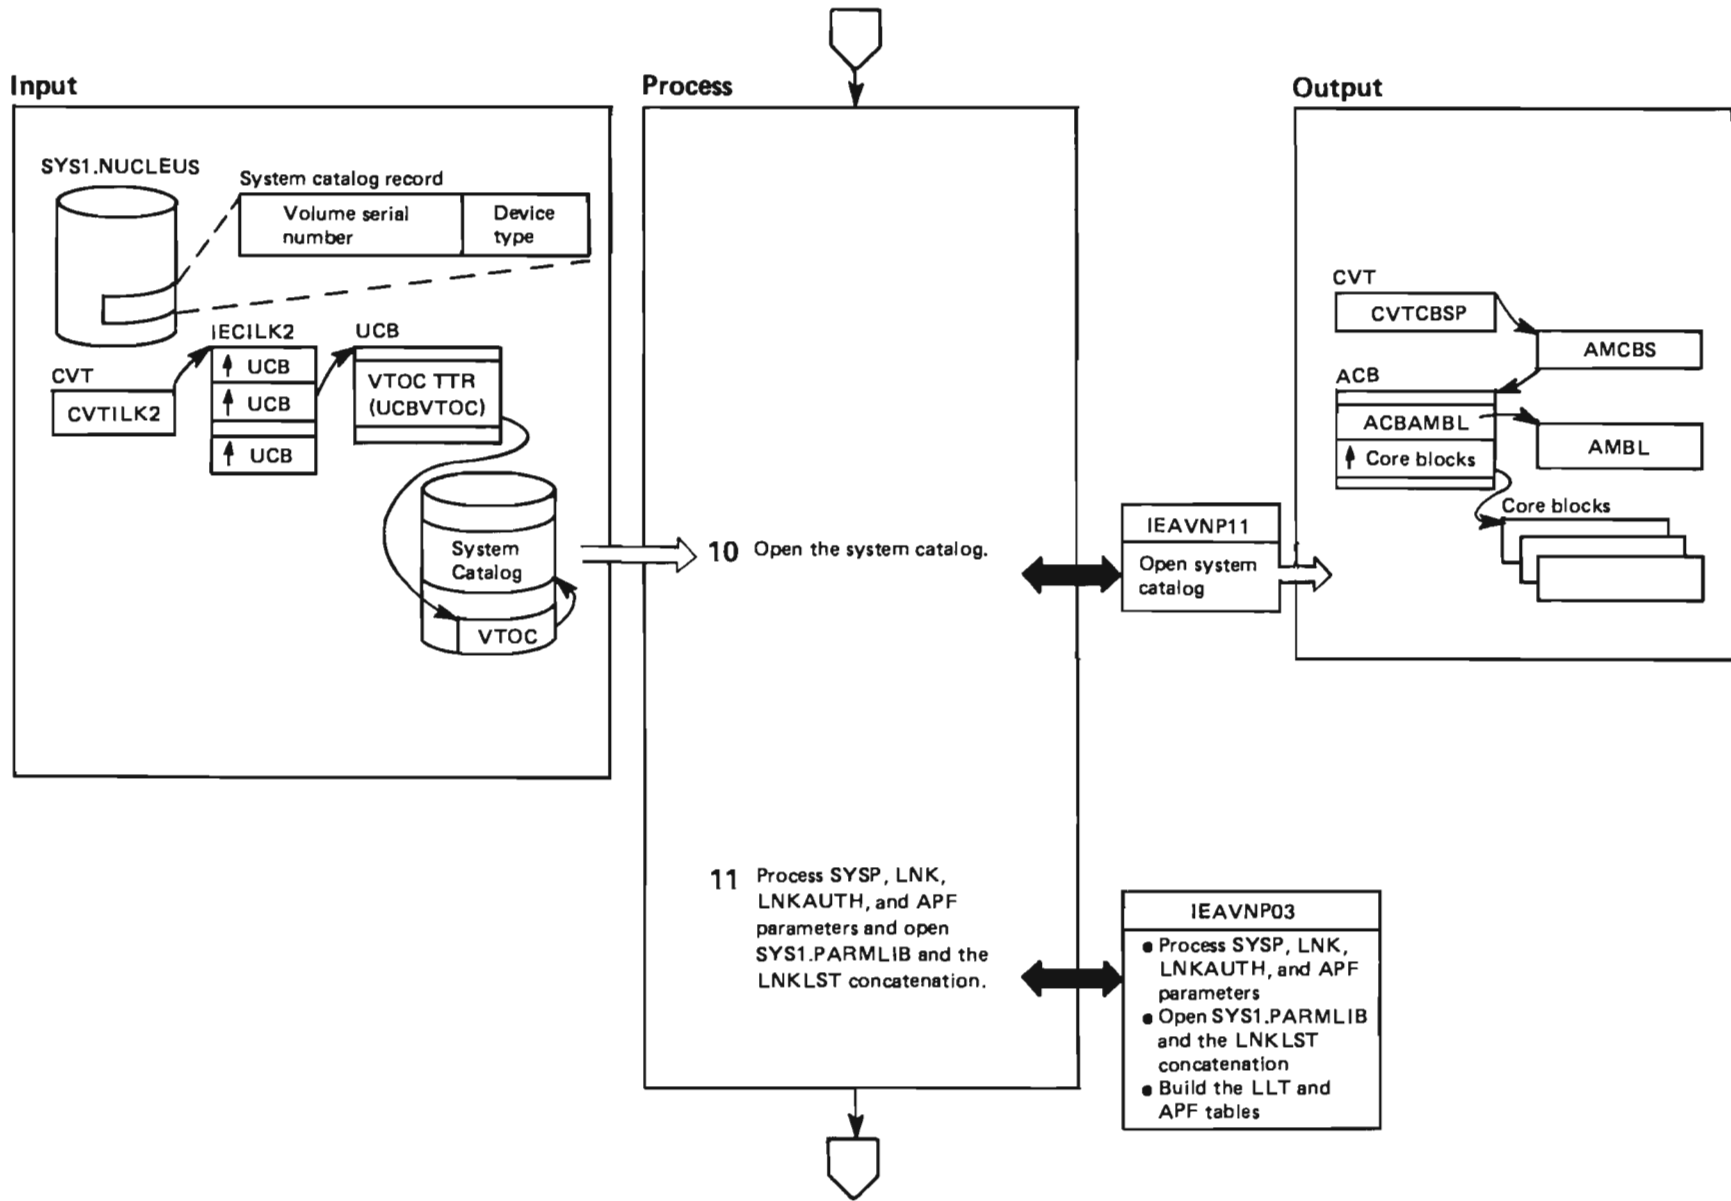 Input
SYS1.NUCLEUS
System catalog record
Volume serial
number
Device
type
IECILK2
UCB
UCB
UCB
UCB
CVT
CVTILK2
VTOC TTR
(UCBVTOC)
System
Catalog
VTOC
Process
10 Open the system catalog.
11 Process SYSP, LNK,
LNKAUTH, and APF
parameters and open
SYS1.PARMLIB and the
LNKLST concatenation.
IEAVNP11
Open system
catalog
IEAVNP03
● Process SYSP, LNK,
LNKAUTH, and APF
parameters
● Open SYS1.PARMLIB
and the LNKLST
concatenation
● Build the LLT and
APF tables
Output
CVT
CVTCBSP
AMCBS
ACB
ACBAMBL
Core blocks
AMBL
Core blocks